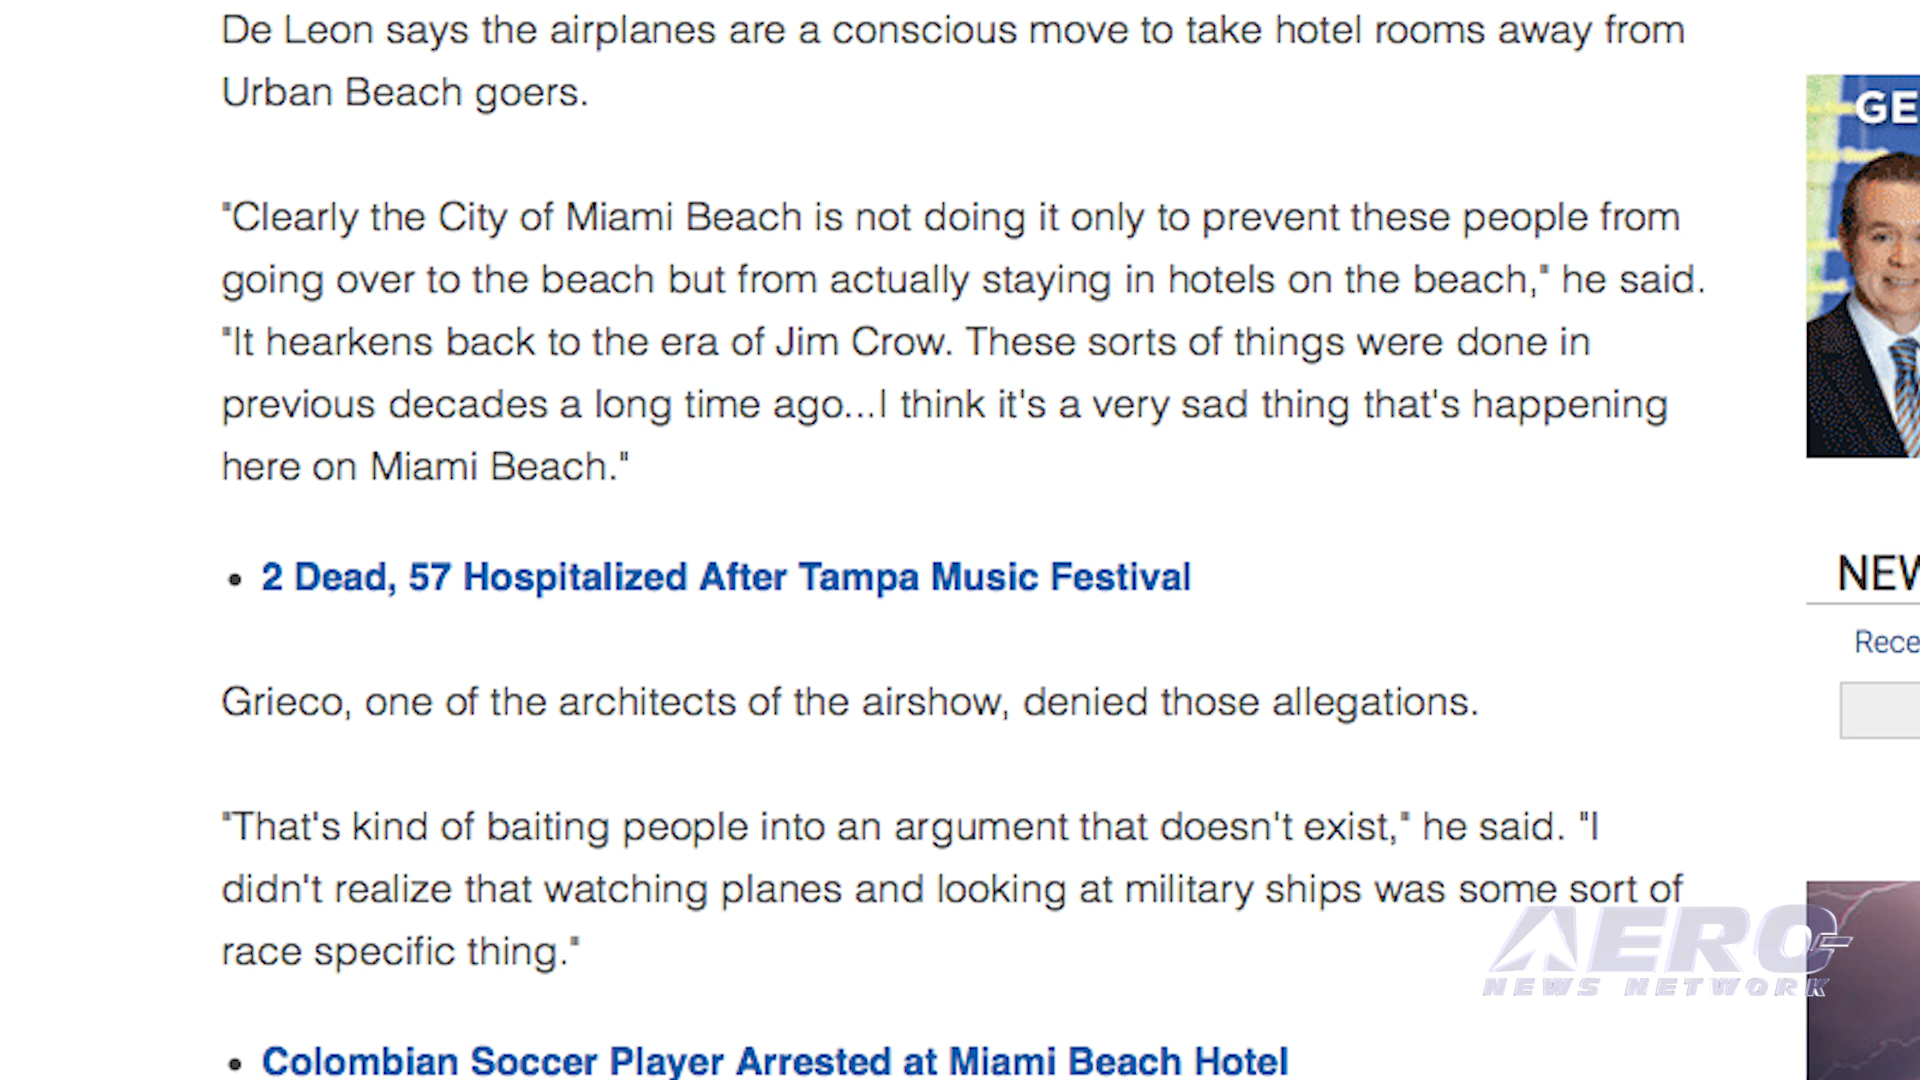 De Leon says the airplanes are a conscious move to take hotel rooms away from
Urban Beach goers.
"Clearly the City of Miami Beach is not doing it only to prevent these people from
going over to the beach but from actually staying in hotels on the beach," he said.
"It hearkens back to the era of Jim Crow. These sorts of things were done in
previous decades a long time ago...I think it's a very sad thing that's happening
here on Miami Beach."
• 2 Dead, 57 Hospitalized After Tampa Music Festival
Grieco, one of the architects of the airshow, denied those allegations.
"That's kind of baiting people into an argument that doesn't exist," he said. "I
didn't realize that watching planes and looking at military ships was some sort of
race specific thing."
• Colombian Soccer Player Arrested at Miami Beach Hotel
GE
NEW
Rece
AERO
NEWS NETWORK